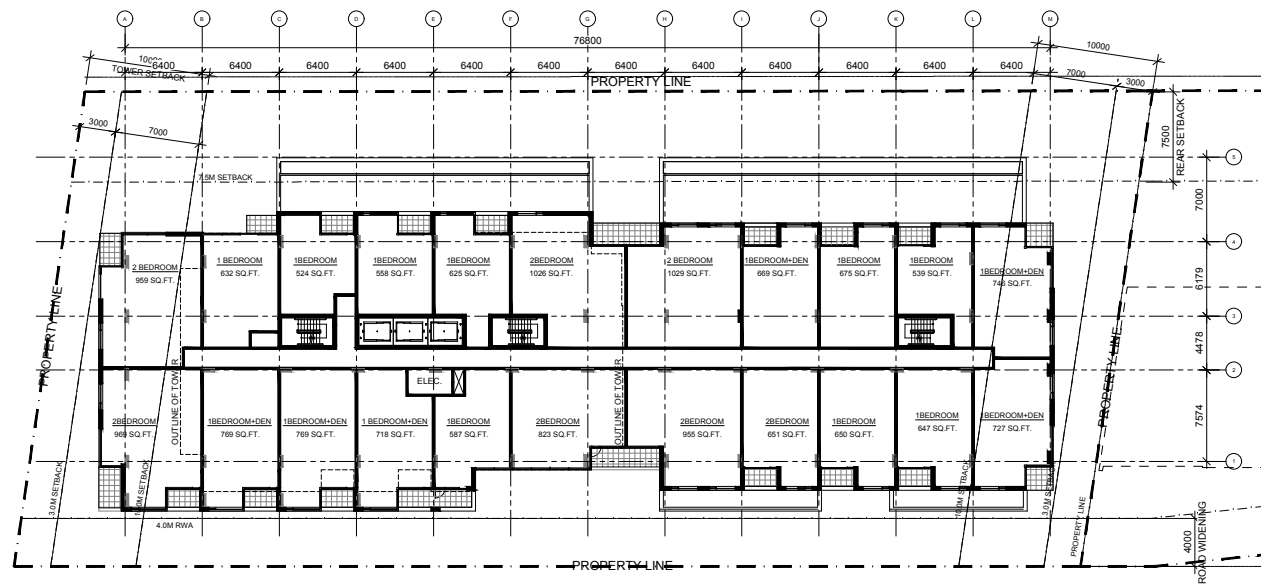 A B C D E F G H I J K L M
76800
10000
10000
TOWER SETBACK
6400 6400 6400 6400 6400 6400 6400 6400 6400 6400 6400 6400
7000
3000
PROPERTY LINE
3000
7000
7500
REAR SETBACK
7.5M SETBACK
5
7000
4
2 BEDROOM
959 SQ.FT.
1 BEDROOM
632 SQ.FT.
1BEDROOM
524 SQ.FT.
1BEDROOM
558 SQ.FT.
1BEDROOM
625 SQ.FT.
2BEDROOM
1026 SQ.FT.
2 BEDROOM
1029 SQ.FT.
1BEDROOM+DEN
669 SQ.FT.
1BEDROOM
675 SQ.FT.
1BEDROOM
539 SQ.FT.
1BEDROOM+DEN
746 SQ.FT.
6179
3
PROPERTY LINE
4478
PROPERTY LINE
2
OUTLINE OF TOWER
ELEC.
OUTLINE OF TOWER
2BEDROOM
969 SQ.FT.
1BEDROOM+DEN
769 SQ.FT.
1BEDROOM+DEN
769 SQ.FT.
1 BEDROOM+DEN
718 SQ.FT.
1BEDROOM
587 SQ.FT.
2BEDROOM
823 SQ.FT.
2BEDROOM
955 SQ.FT.
2BEDROOM
651 SQ.FT.
1BEDROOM
650 SQ.FT.
1BEDROOM
647 SQ.FT.
1BEDROOM+DEN
727 SQ.FT.
7574
1
3.0M SETBACK
10.0M SETBACK
10.0M SETBACK
3.0M SETBACK
PROPERTY LINE
4.0M RWA
4000
ROAD WIDENING
PROPERTY LINE